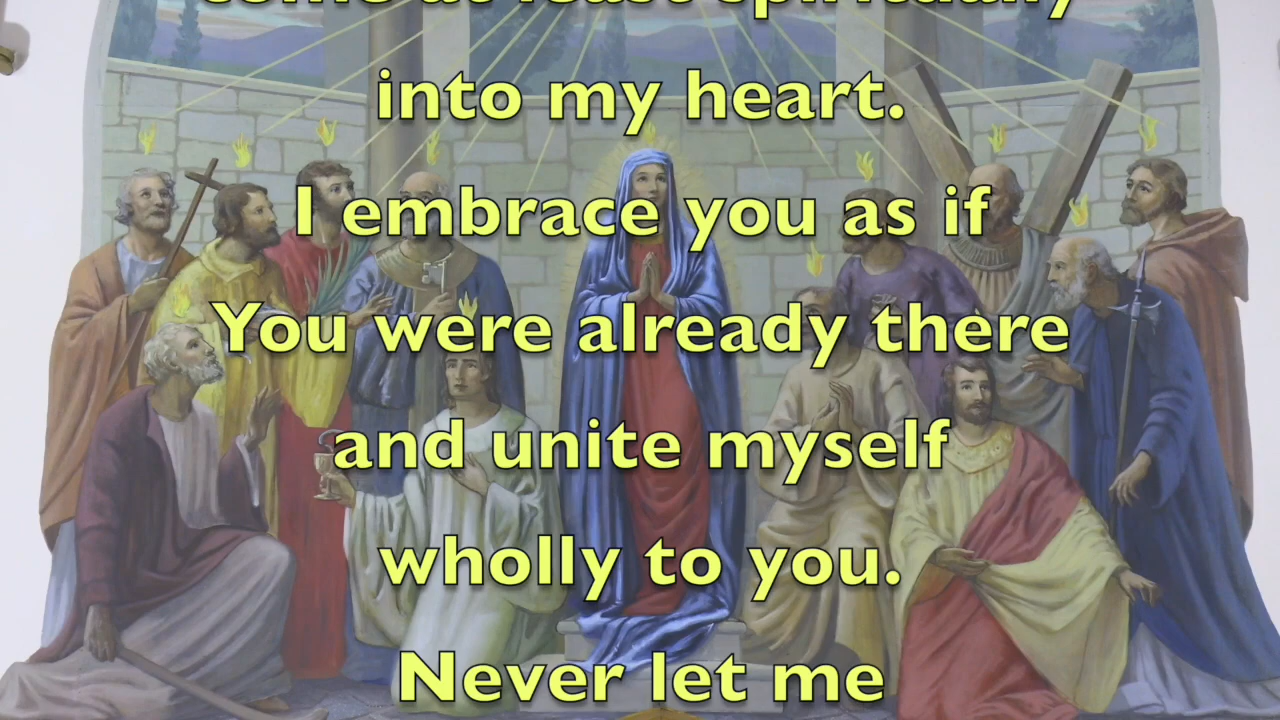 come at least spiritually
into my heart.
I embrace you as if
You were already there
and unite myself
wholly to you.
Never let me